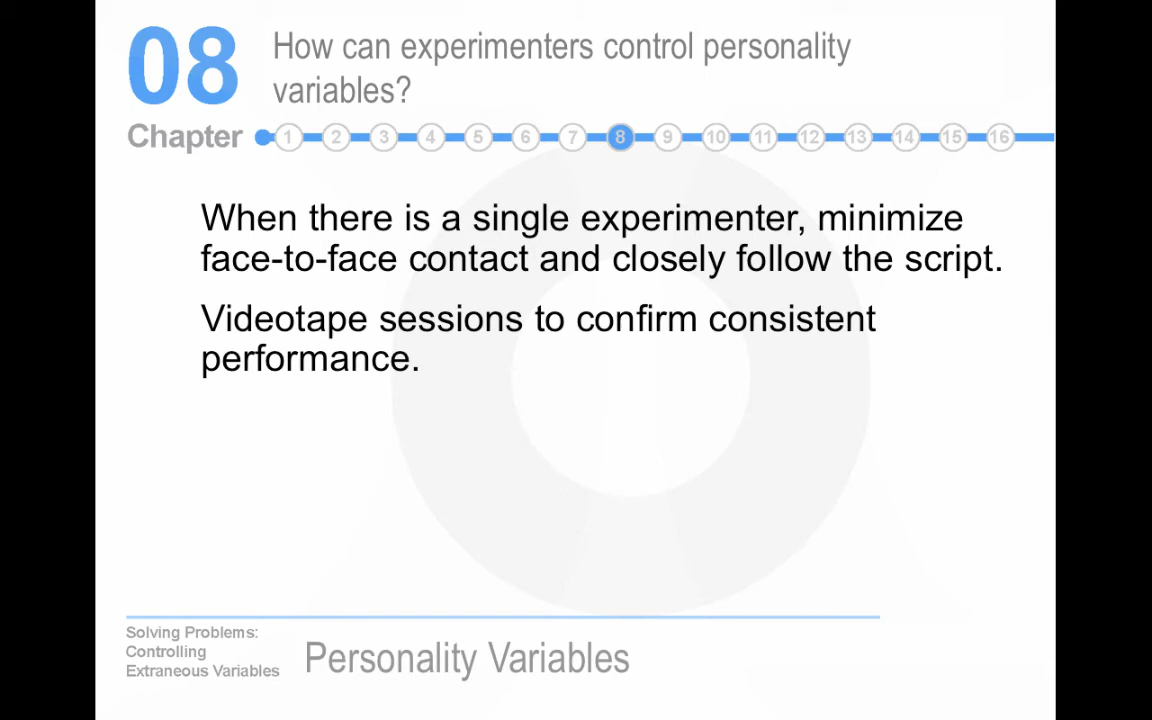 08
How can experimenters control personality
variables?
Chapter
1 2 3 4 5 6 7 8 9 10 11 12 13 14 15 16
When there is a single experimenter, minimize
face-to-face contact and closely follow the script.
Videotape sessions to confirm consistent
performance.
Solving Problems:
Controlling
Extraneous Variables
Personality Variables